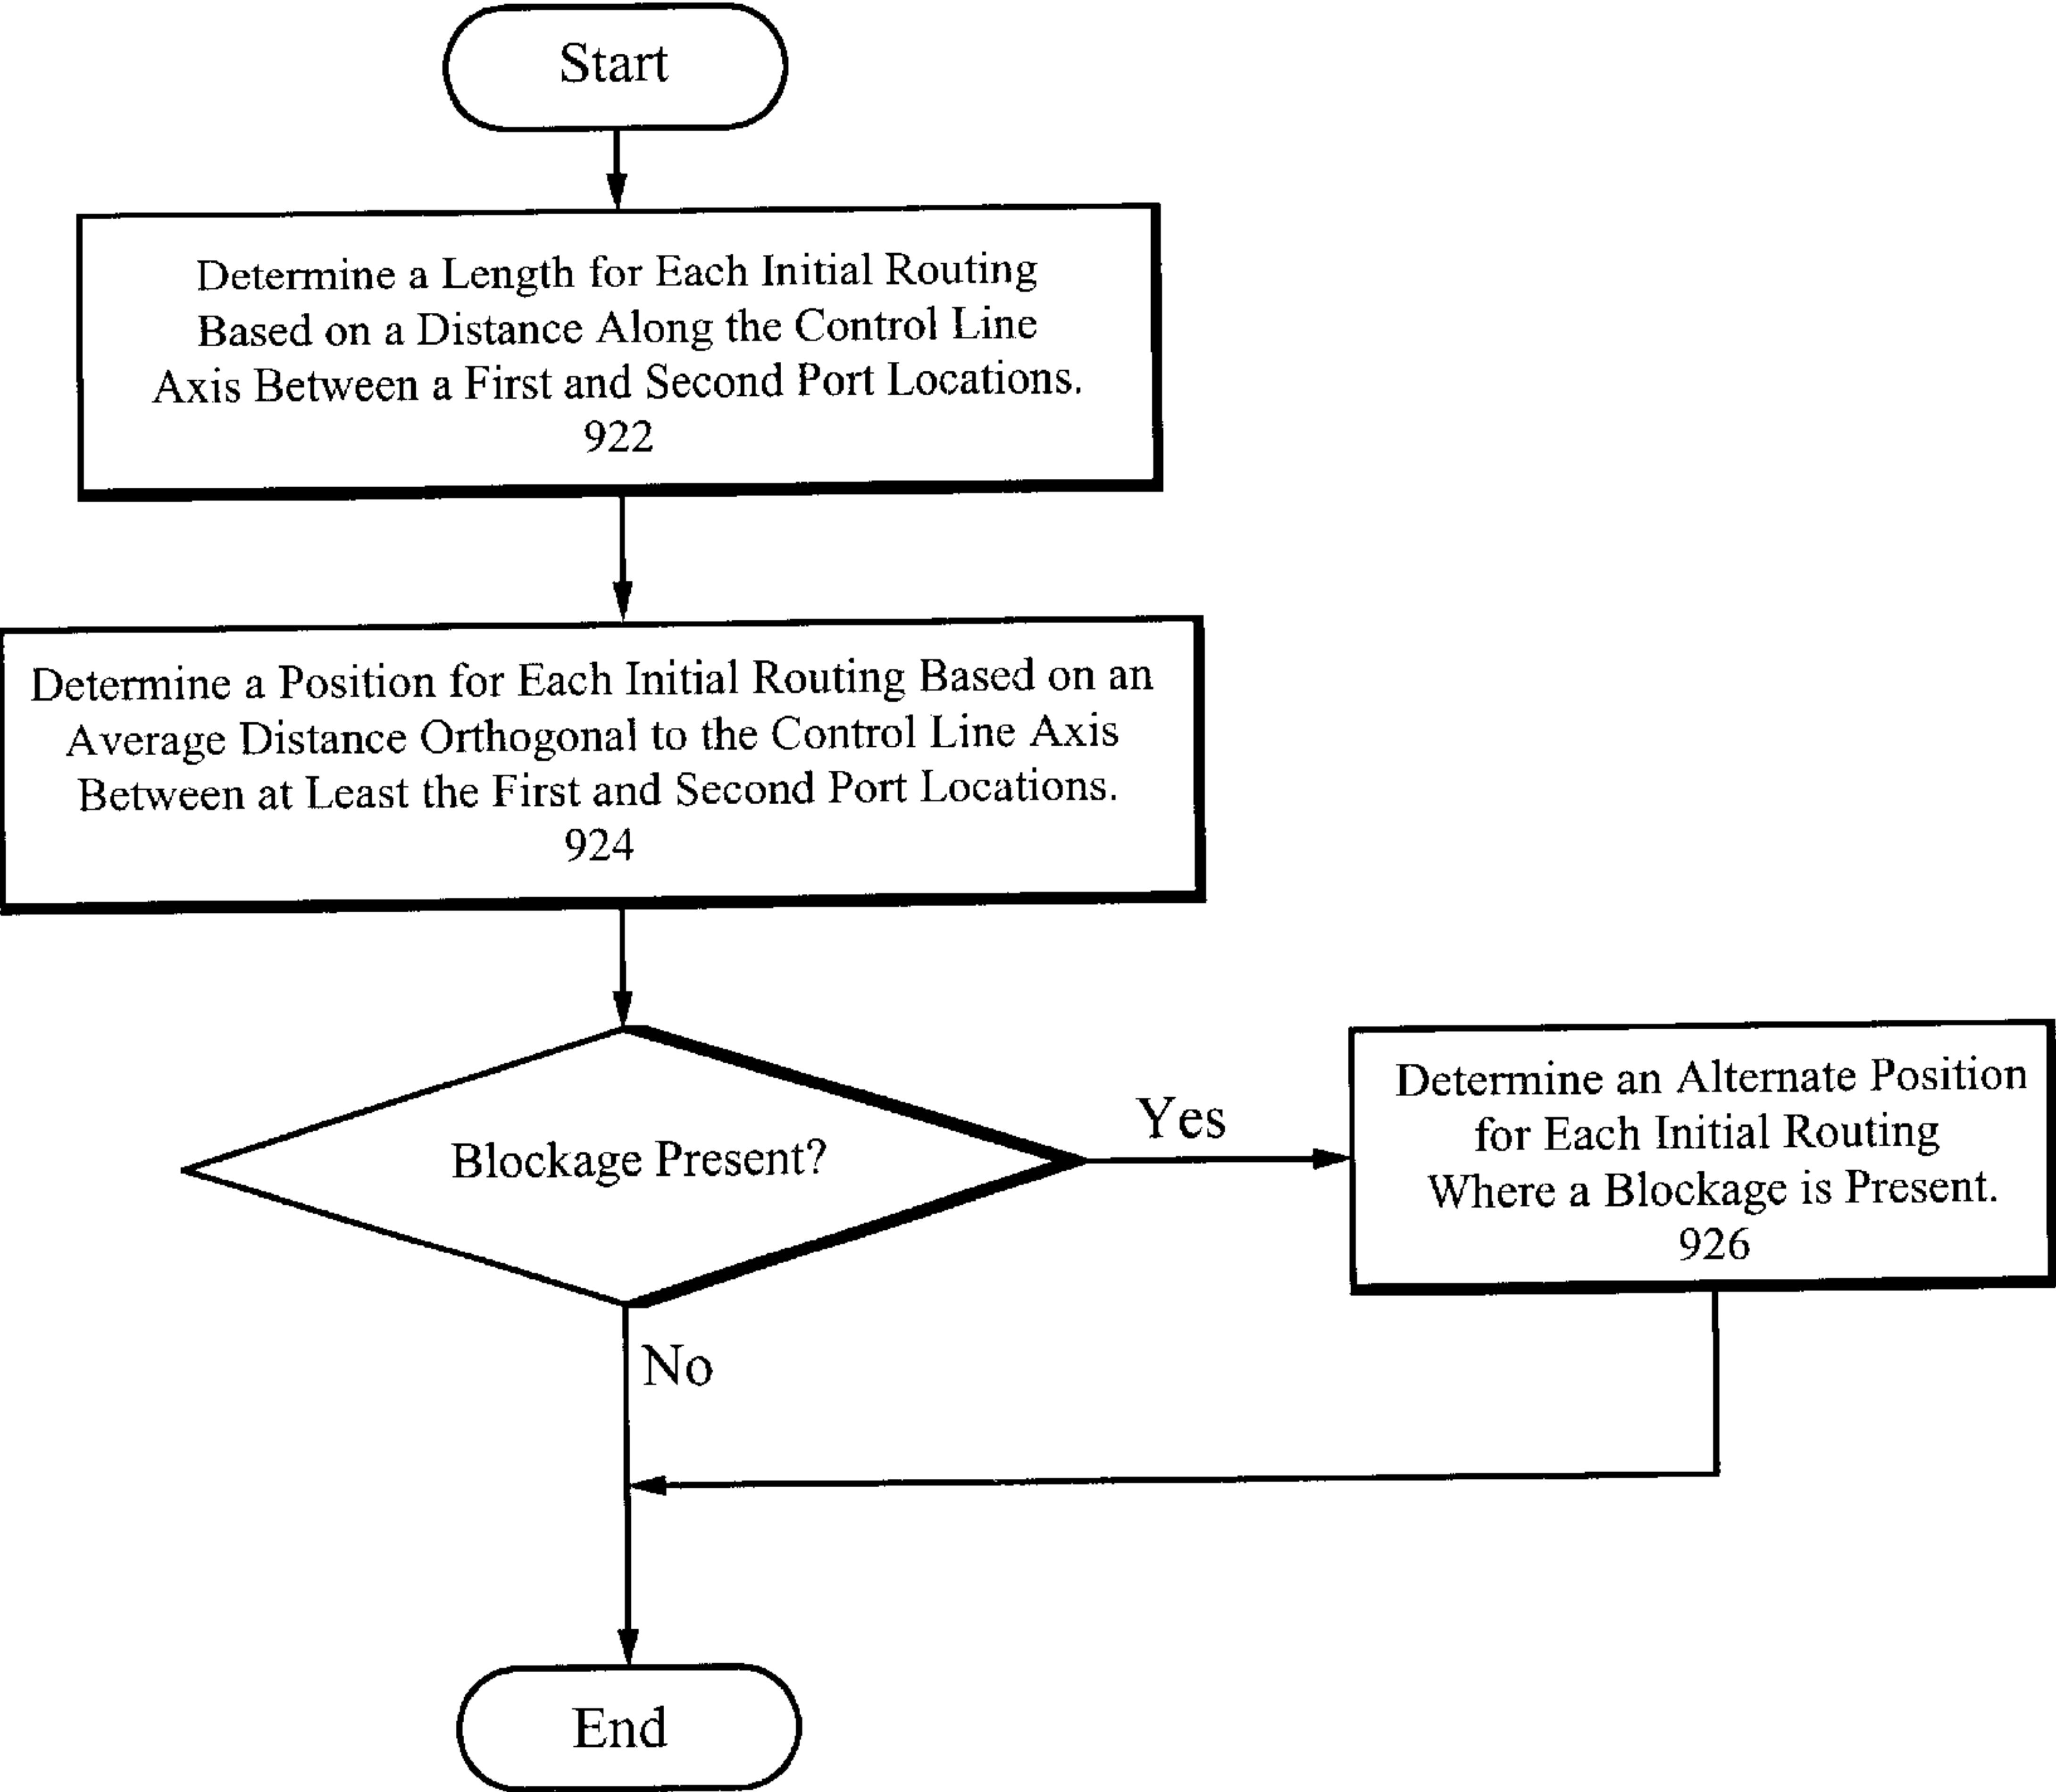 Start
Determine a Length for Each Initial Routing
Based on a Distance Along the Control Line
Axis Between a First and Second Port Locations.
922
Determine a Position for Each Initial Routing Based on an
Average Distance Orthogonal to the Control Line Axis
Between at Least the First and Second Port Locations.
924
Blockage Present?
Yes
Determine an Alternate Position
for Each Initial Routing
Where a Blockage is Present.
926
No
End